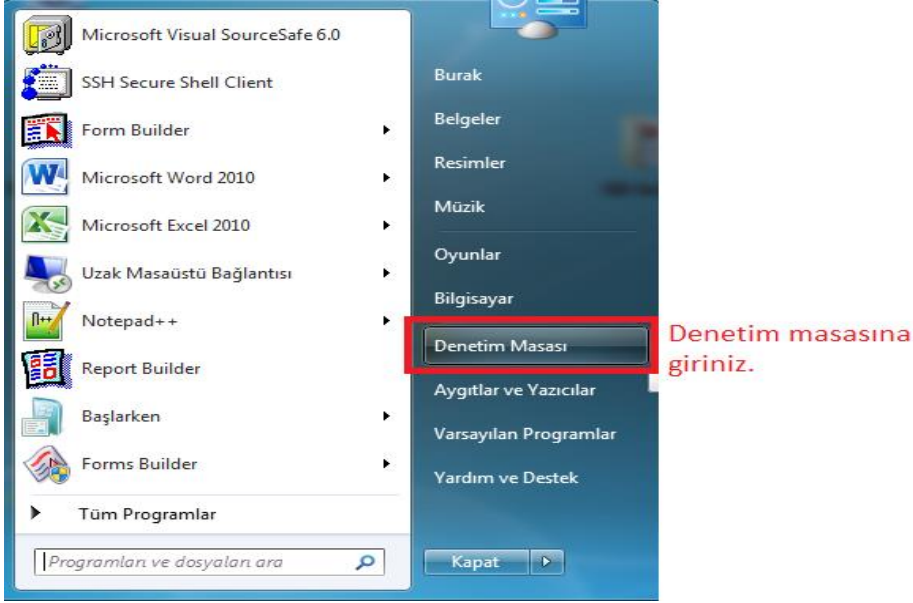 Microsoft Visual SourceSafe 6.0
SSH Secure Shell Client
Form Builder
Microsoft Word 2010
Microsoft Excel 2010
Uzak Masaüstü Bağlantısı
Notepad++
Report Builder
Başlarken
Forms Builder
Tüm Programlar
Programları ve dosyaları ara
Burak
Belgeler
Resimler
Müzik
Oyunlar
Bilgisayar
Denetim Masası
Aygıtlar ve Yazıcılar
Varsayılan Programlar
Yardım ve Destek
Kapat
Denetim masasına
giriniz.